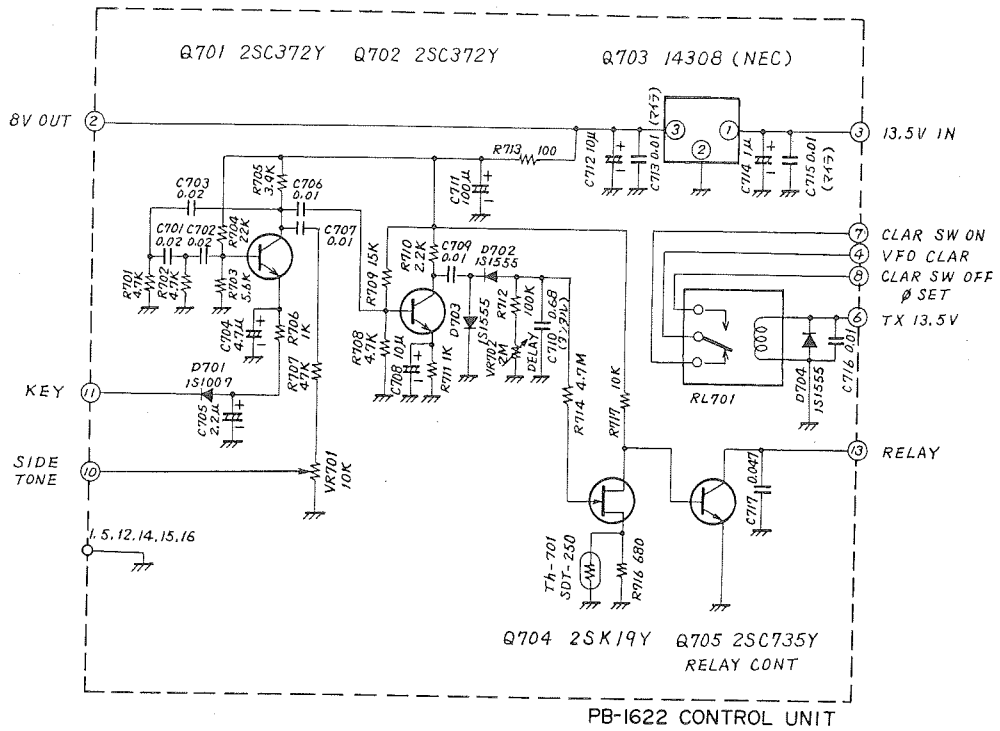 Q701 2SC372Y Q702 2SC372Y Q703 14308 (NEC)
8V OUT
2
3
1
2
3
13.5V IN
C712 10μ
C713 0.01
(マイラ)
C714 1μ
C715 0.01
(マイラ)
R713 100
C711
100μ
C703
0.02
R705
3.9K
C706
0.01
C701
0.02
C702
0.02
R704
22K
C707
0.01
R701
4.7K
R702
4.7K
R703
5.6K
C704
4.7μ
R706
1K
R707
47K
R709 15K
R710
2.2K
C709
0.01
D702
1S1555
D703
1S1555
R712
100K
VR702
2M
DELAY
C710 0.68
R708
4.7K
C708
10μ
R711 1K
R714 4.7M
R717 10K
7
CLAR SW ON
4
VFO CLAR
8
CLAR SW OFF
Ø SET
6
TX 13.5V
RL701
D704
1S1555
C716 0.01
KEY
11
D701
1S1007
C705
2.2μ
SIDE
TONE
10
VR701
10K
13
RELAY
C717 0.047
1.5,12,14,15,16
Th-701
SDT-250
R716 680
Q704 2SK19Y
Q705 2SC735Y
RELAY CONT
PB-1622 CONTROL UNIT